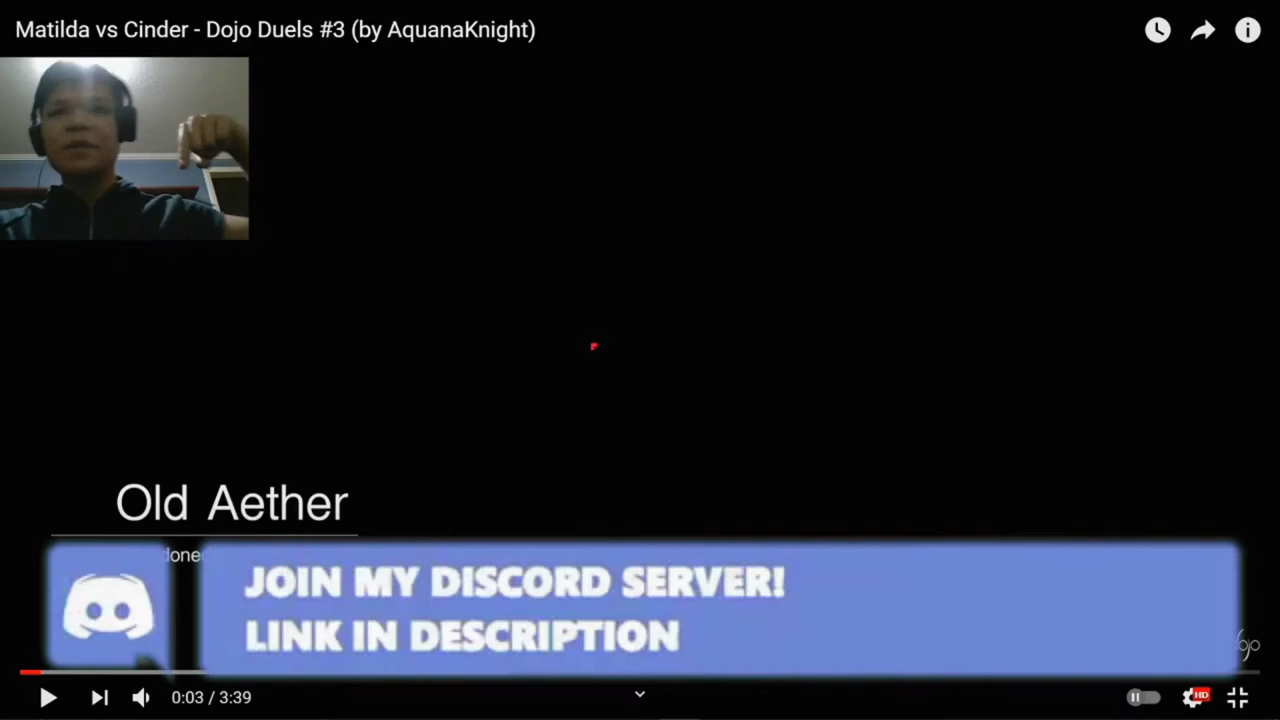 Matilda vs Cinder - Dojo Duels #3 (by AquanaKnight)
Old Aether
JOIN MY DISCORD SERVER!
LINK IN DESCRIPTION
0:03 / 3:39
HD